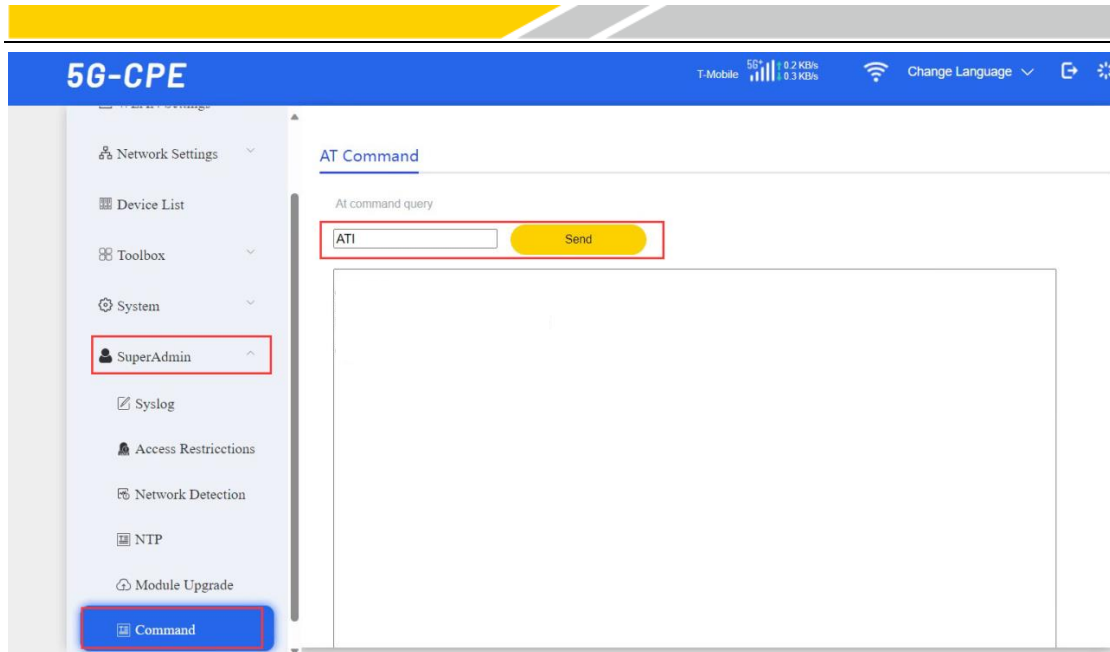 5G-CPE
T-Mobile 5G 0.2 KB/s 0.3 KB/s Change Language
Network Settings
Device List
Toolbox
System
SuperAdmin
Syslog
Access Restricctions
Network Detection
NTP
Module Upgrade
Command
AT Command
At command query
ATI Send